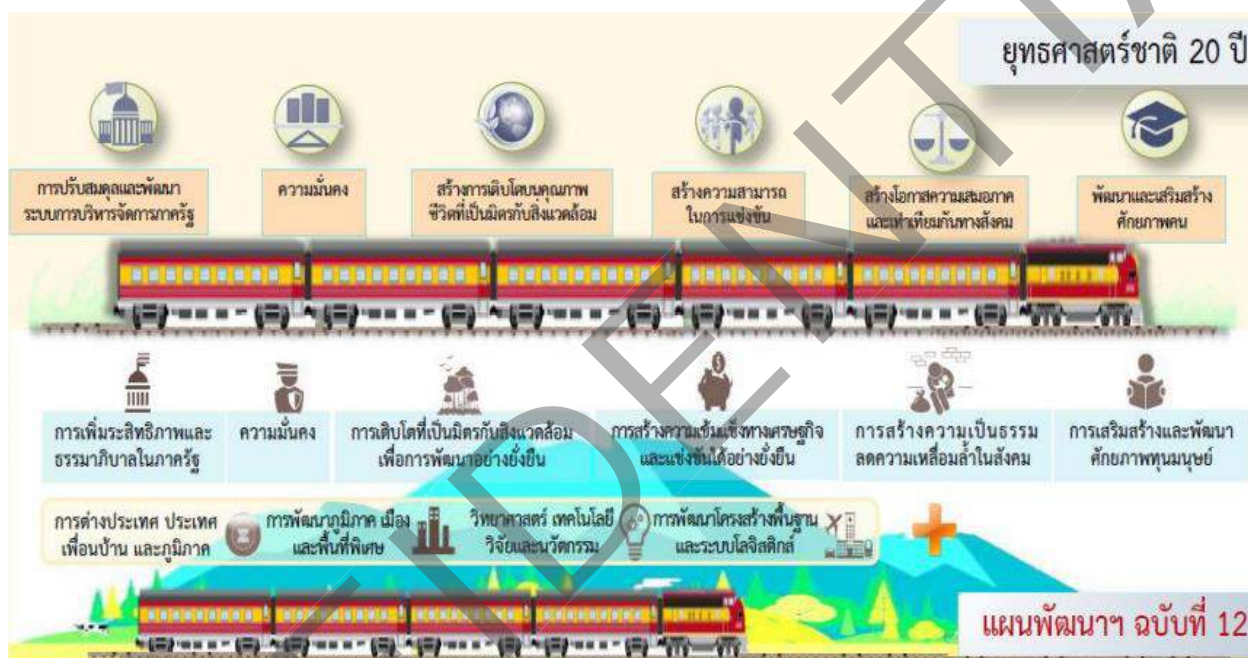 ยุทธศาสตร์ชาติ 20 ปี
การปรับสมดุลและพัฒนา
ระบบการบริหารจัดการภาครัฐ
ความมั่นคง
สร้างการเติบโตบนคุณภาพ
ชีวิตที่เป็นมิตรกับสิ่งแวดล้อม
สร้างความสามารถ
ในการแข่งขัน
สร้างโอกาสความเสมอภาค
และเท่าเทียมกันทางสังคม
พัฒนาและเสริมสร้าง
ศักยภาพคน
การเพิ่มระสิทธิภาพและ
ธรรมาภิบาลในภาครัฐ
ความมั่นคง
การเติบโตที่เป็นมิตรกับสิ่งแวดล้อม
เพื่อการพัฒนาอย่างยั่งยืน
การสร้างความเข้มแข็งทางเศรษฐกิจ
และแข่งขันได้อย่างยั่งยืน
การสร้างความเป็นธรรม
ลดความเหลื่อมล้ำในสังคม
การเสริมสร้างและพัฒนา
ศักยภาพทุนมนุษย์
การต่างประเทศ ประเทศ
เพื่อนบ้าน และภูมิภาค
การพัฒนาภูมิภาค เมือง
และพื้นที่พิเศษ
วิทยาศาสตร์ เทคโนโลยี
วิจัยและนวัตกรรม
การพัฒนาโครงสร้างพื้นฐาน
และระบบโลจิสติกส์
แผนพัฒนาฯ ฉบับที่ 12